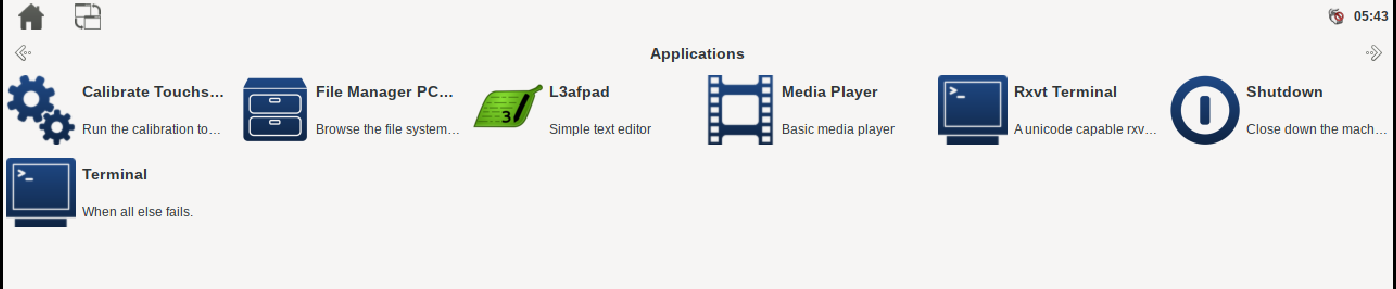 05:43
Applications
Calibrate Touchs...
Run the calibration to...
File Manager PC...
Browse the file system...
L3afpad
Simple text editor
Media Player
Basic media player
Rxvt Terminal
A unicode capable rxv...
Shutdown
Close down the mach...
Terminal
When all else fails.